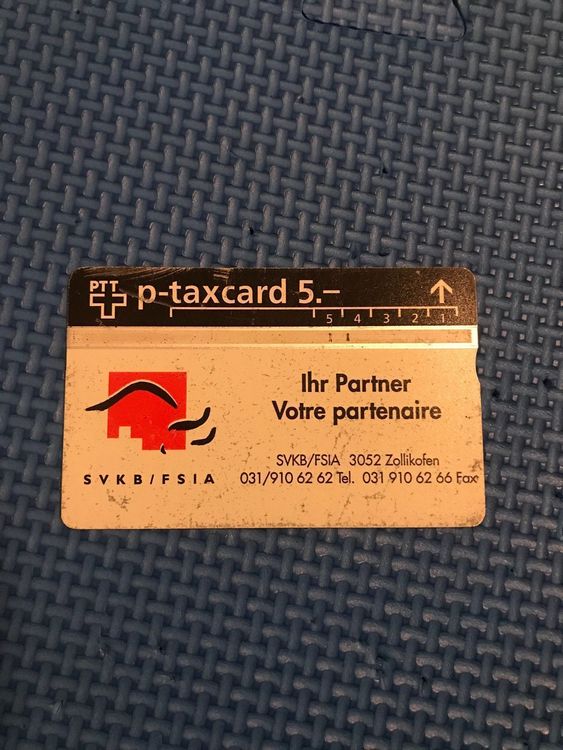 PTT
p-taxcard 5.–
5 4 3 2 1
Ihr Partner
Votre partenaire
SVKB/FSIA 3052 Zollikofen
031/910 62 62 Tel. 031 910 62 66 Fax
SVKB/FSIA